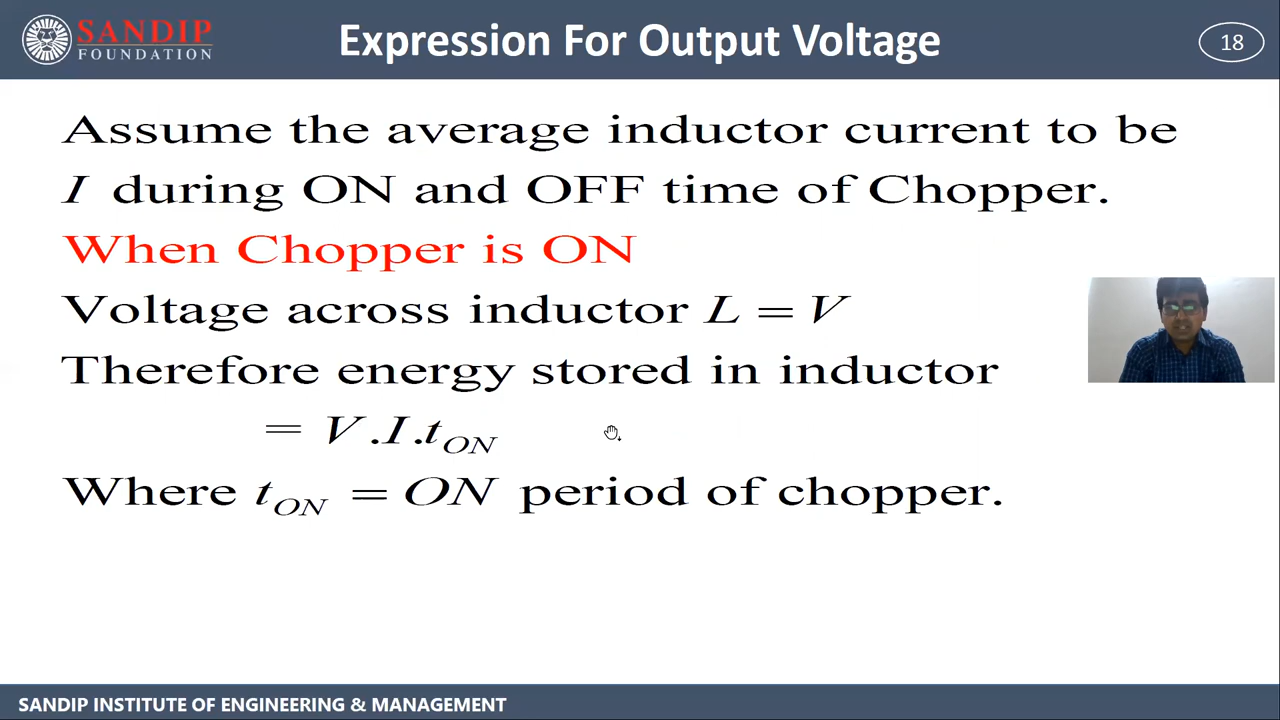 SANDIP
FOUNDATION
Expression For Output Voltage
18
Assume the average inductor current to be
I during ON and OFF time of Chopper.
When Chopper is ON
Voltage across inductor L = V
Therefore energy stored in inductor
= V.I.t_ON
Where t_ON = ON period of chopper.
SANDIP INSTITUTE OF ENGINEERING & MANAGEMENT